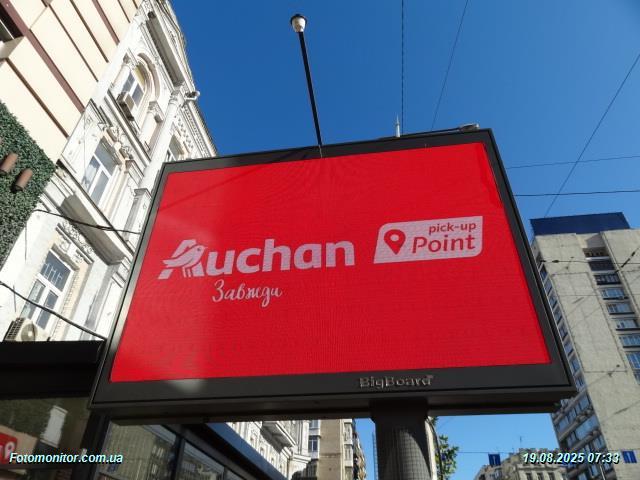 Auchan
Завжди
pick-up
Point
BigBoard
Fotomonitor.com.ua
19.08.2025 07:33